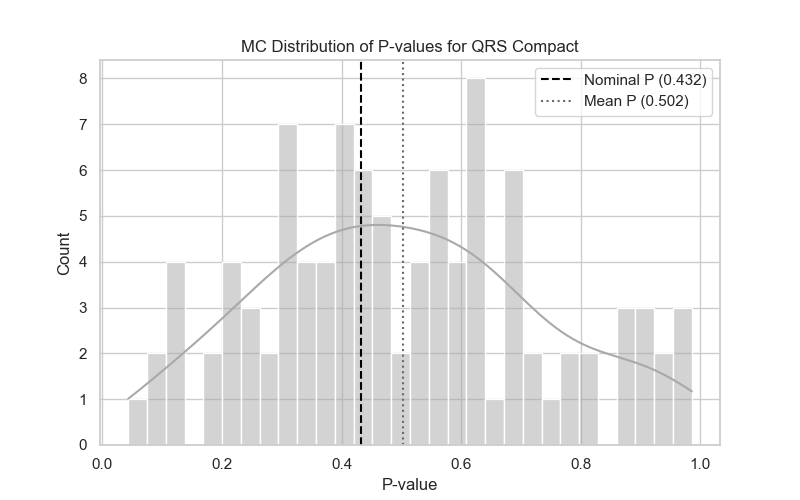 MC Distribution of P-values for QRS Compact
Nominal P (0.432)
Mean P (0.502)
Count
8
7
6
5
4
3
2
1
0
0.0 0.2 0.4 0.6 0.8 1.0
P-value